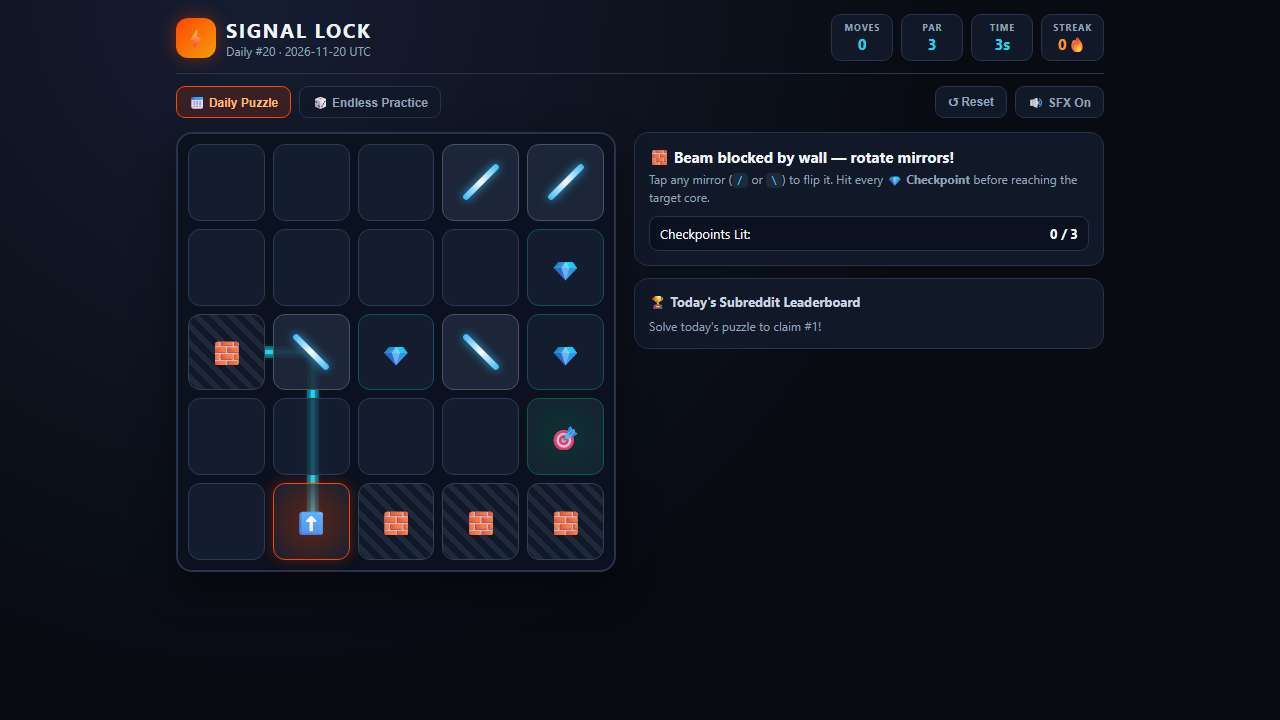 SIGNAL LOCK
Daily #20 · 2026-11-20 UTC
MOVES
0
PAR
3
TIME
3s
STREAK
0🔥
🗓️ Daily Puzzle
🎲 Endless Practice
↺ Reset
🔊 SFX On
🧱 Beam blocked by wall — rotate mirrors!
Tap any mirror ( / or \ ) to flip it. Hit every 💎 Checkpoint before reaching the
target core.
Checkpoints Lit:
0 / 3
🏆 Today's Subreddit Leaderboard
Solve today's puzzle to claim #1!